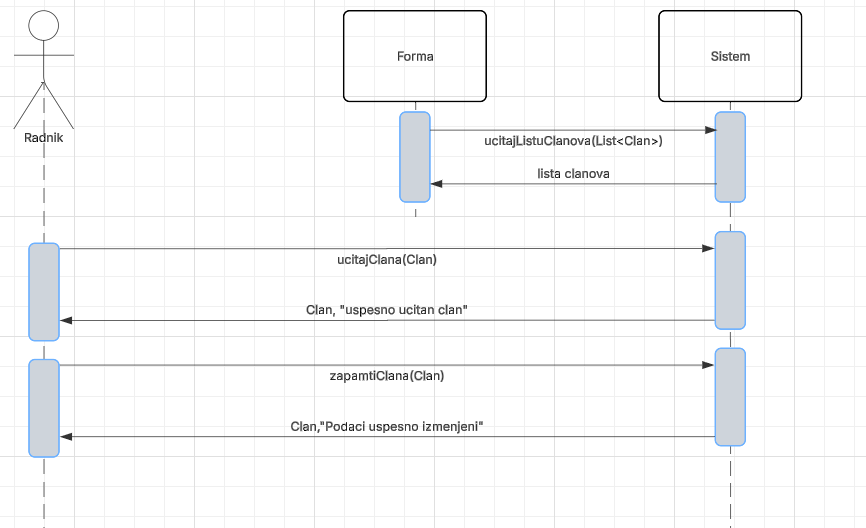 Forma
Sistem
Radnik
ucitajListuClanova(List<Clan>)
lista clanova
ucitajClana(Clan)
Clan, "uspesno ucitan clan"
zapamtiClana(Clan)
Clan,"Podaci uspesno izmenjeni"